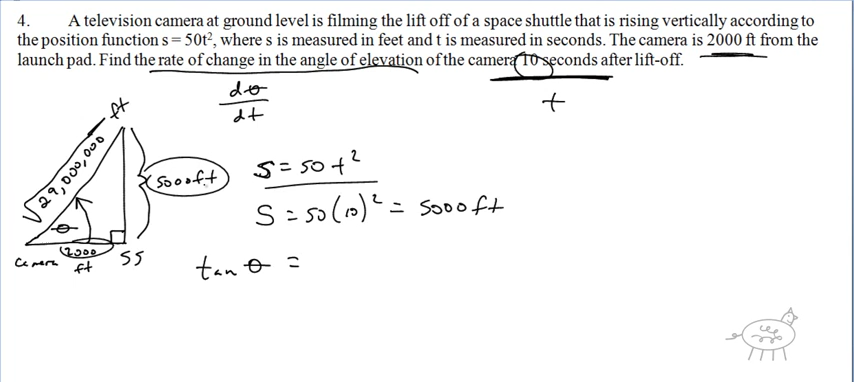 4. A television camera at ground level is filming the lift off of a space shuttle that is rising vertically according to
the position function s = 50t², where s is measured in feet and t is measured in seconds. The camera is 2000 ft from the
launch pad. Find the rate of change in the angle of elevation of the camera 10 seconds after lift-off.
dθ
dt
t
ft
√29,000,000
5000ft
S = 50t²
S = 50(10)² = 5000ft
θ
2000
ft
Camera
SS
tan θ =